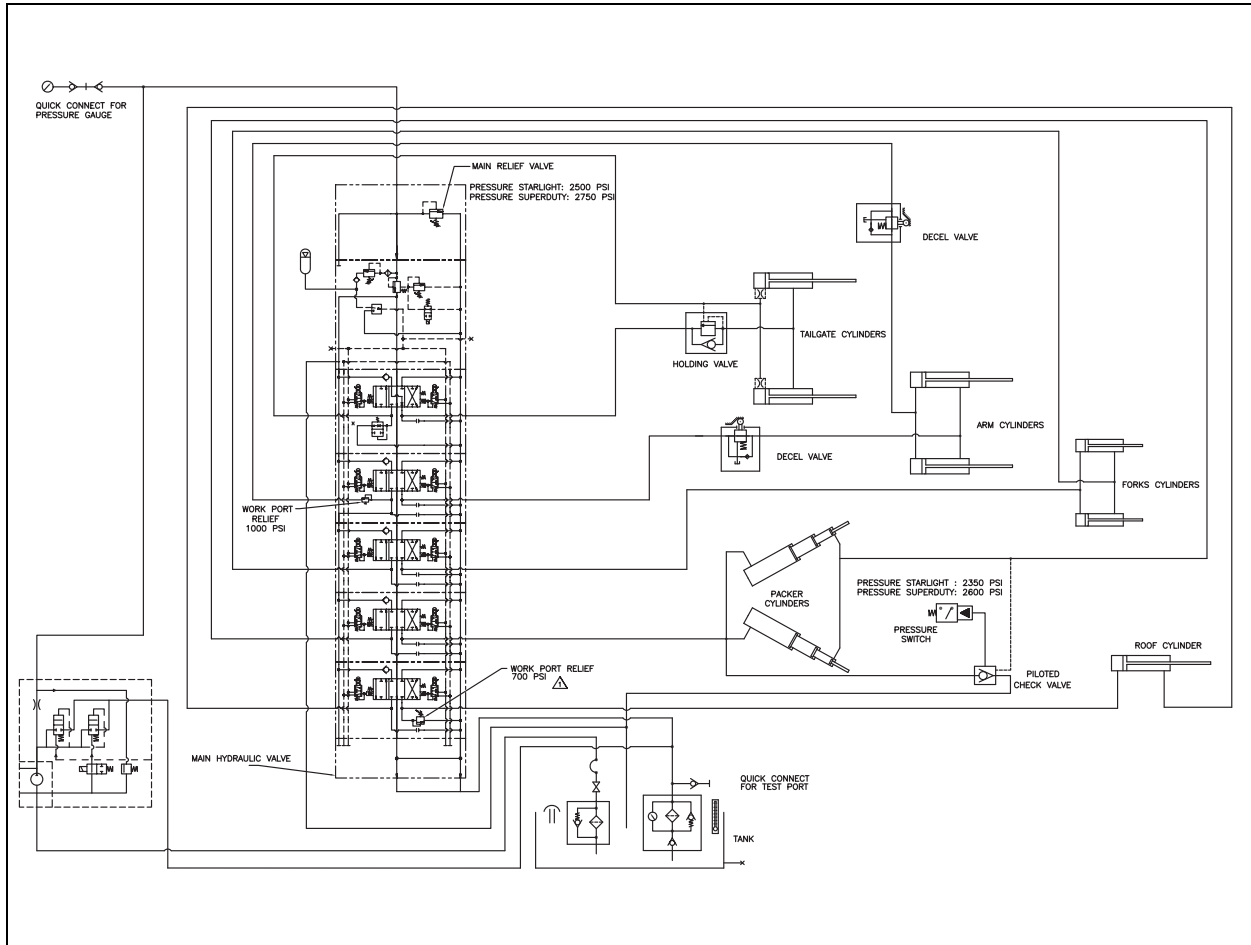 QUICK CONNECT FOR
PRESSURE GAUGE
MAIN RELIEF VALVE
PRESSURE STARLIGHT: 2500 PSI
PRESSURE SUPERDUTY: 2750 PSI
DECEL VALVE
TAILGATE CYLINDERS
HOLDING VALVE
ARM CYLINDERS
DECEL VALVE
FORKS CYLINDERS
WORK PORT
RELIEF
1000 PSI
PACKER
CYLINDERS
PRESSURE STARLIGHT : 2350 PSI
PRESSURE SUPERDUTY: 2600 PSI
PRESSURE
SWITCH
ROOF CYLINDER
WORK PORT RELIEF
700 PSI
PILOTED
CHECK VALVE
MAIN HYDRAULIC VALVE
QUICK CONNECT
FOR TEST PORT
TANK